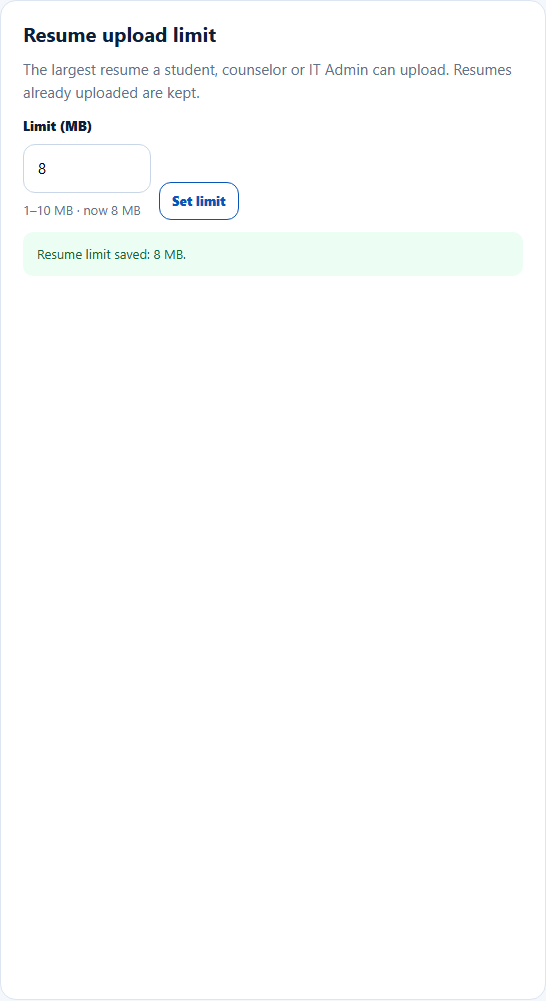 Resume upload limit
The largest resume a student, counselor or IT Admin can upload. Resumes
already uploaded are kept.
Limit (MB)
8
1–10 MB · now 8 MB
Set limit
Resume limit saved: 8 MB.